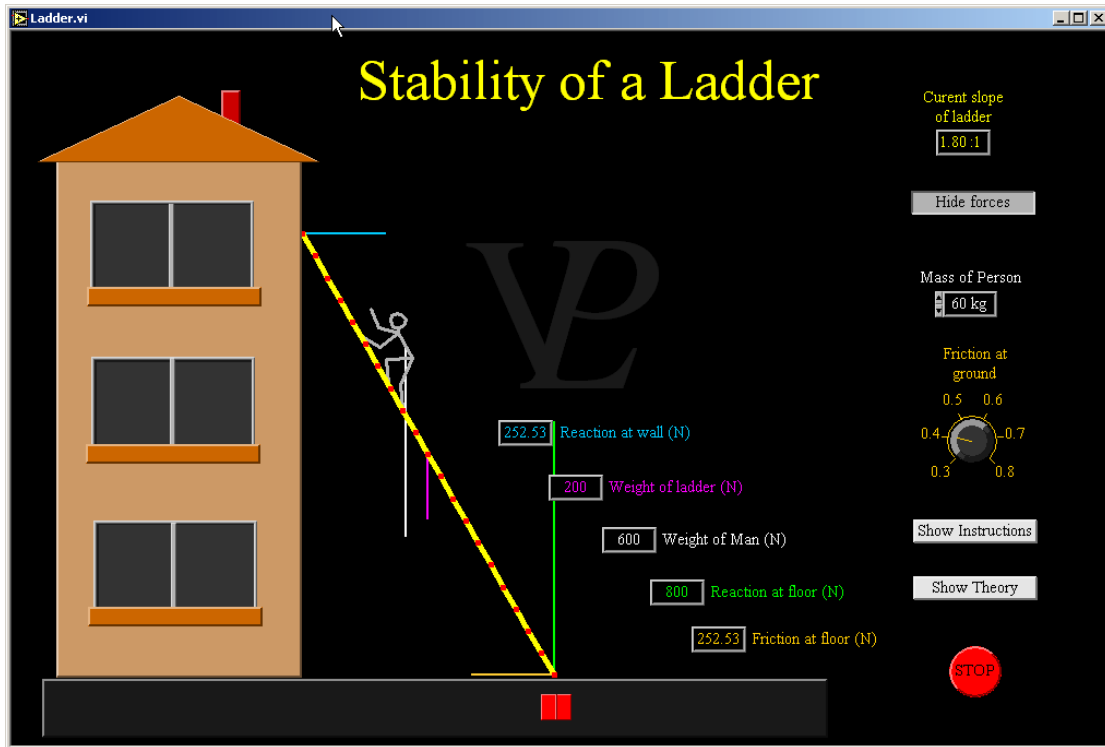 Ladder.vi
Stability of a Ladder
Curent slope
of ladder
1.80 :1
Hide forces
VPL
Mass of Person
60 kg
Friction at
ground
0.5 0.6
0.4 0.7
0.3 0.8
252.53 Reaction at wall (N)
200 Weight of ladder (N)
600 Weight of Man (N)
Show Instructions
800 Reaction at floor (N)
Show Theory
252.53 Friction at floor (N)
STOP